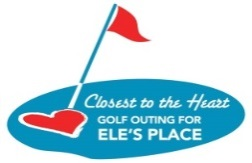 Closest to the Heart
GOLF OUTING FOR
ELE'S PLACE